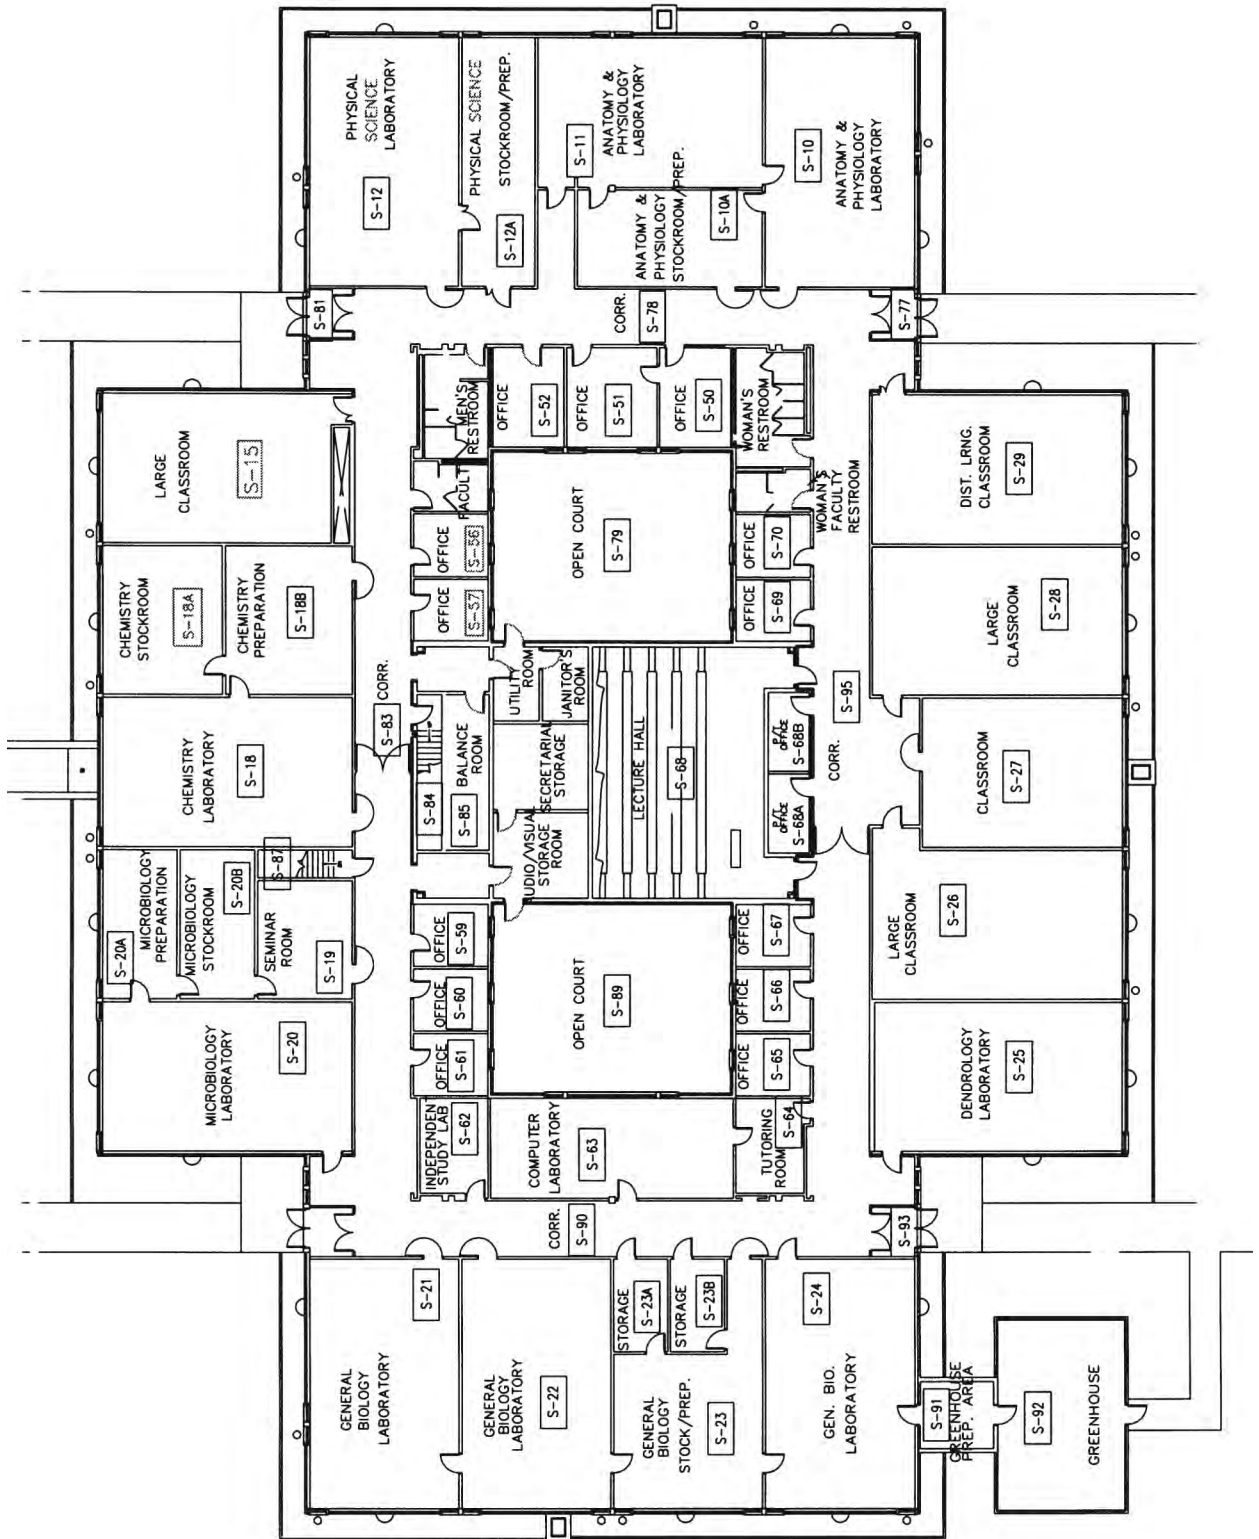 PHYSICAL
SCIENCE
LABORATORY
S-12
PHYSICAL SCIENCE
STOCKROOM/PREP.
S-12A
S-11
ANATOMY &
PHYSIOLOGY
LABORATORY
ANATOMY &
PHYSIOLOGY
STOCKROOM/PREP.
S-10A
S-10
ANATOMY &
PHYSIOLOGY
LABORATORY
S-81
CORR.
S-78
S-77
LARGE
CLASSROOM
S-15
MEN'S
RESTROOM
OFFICE
S-52
OFFICE
S-51
OFFICE
S-50
WOMAN'S
RESTROOM
DIST. LRNG.
CLASSROOM
S-29
FACULT
WOMAN'S
FACULTY
RESTROOM
CHEMISTRY
STOCKROOM
S-18A
CHEMISTRY
PREPARATION
S-18B
OFFICE
S-56
OFFICE
S-57
OPEN COURT
S-79
OFFICE
S-70
OFFICE
S-69
LARGE
CLASSROOM
S-28
CORR.
S-83
UTILITY
ROOM
JANITOR'S
ROOM
S-95
CORR.
CHEMISTRY
LABORATORY
S-18
S-84
BALANCE
ROOM
S-85
SECRETARIAL
STORAGE
LECTURE HALL
S-68
P/T
OFFICE
S-68B
P/T
OFFICE
S-68A
CLASSROOM
S-27
UDIO/VISUAL
STORAGE
ROOM
S-87
MICROBIOLOGY
PREPARATION
S-20A
MICROBIOLOGY
STOCKROOM
S-20B
SEMINAR
ROOM
S-19
OFFICE
S-59
OFFICE
S-60
OFFICE
S-61
OPEN COURT
S-89
OFFICE
S-67
OFFICE
S-66
OFFICE
S-65
LARGE
CLASSROOM
S-26
MICROBIOLOGY
LABORATORY
S-20
INDEPENDEN
STUDY LAB
S-62
COMPUTER
LABORATORY
S-63
TUTORING
ROOM
S-64
DENDROLOGY
LABORATORY
S-25
CORR.
S-90
S-93
GENERAL
BIOLOGY
LABORATORY
S-21
GENERAL
BIOLOGY
LABORATORY
S-22
STORAGE
S-23A
STORAGE
S-23B
GENERAL
BIOLOGY
STOCK/PREP.
S-23
S-24
GEN. BIO.
LABORATORY
S-91
GREENHOUSE
PREP. AREA
S-92
GREENHOUSE